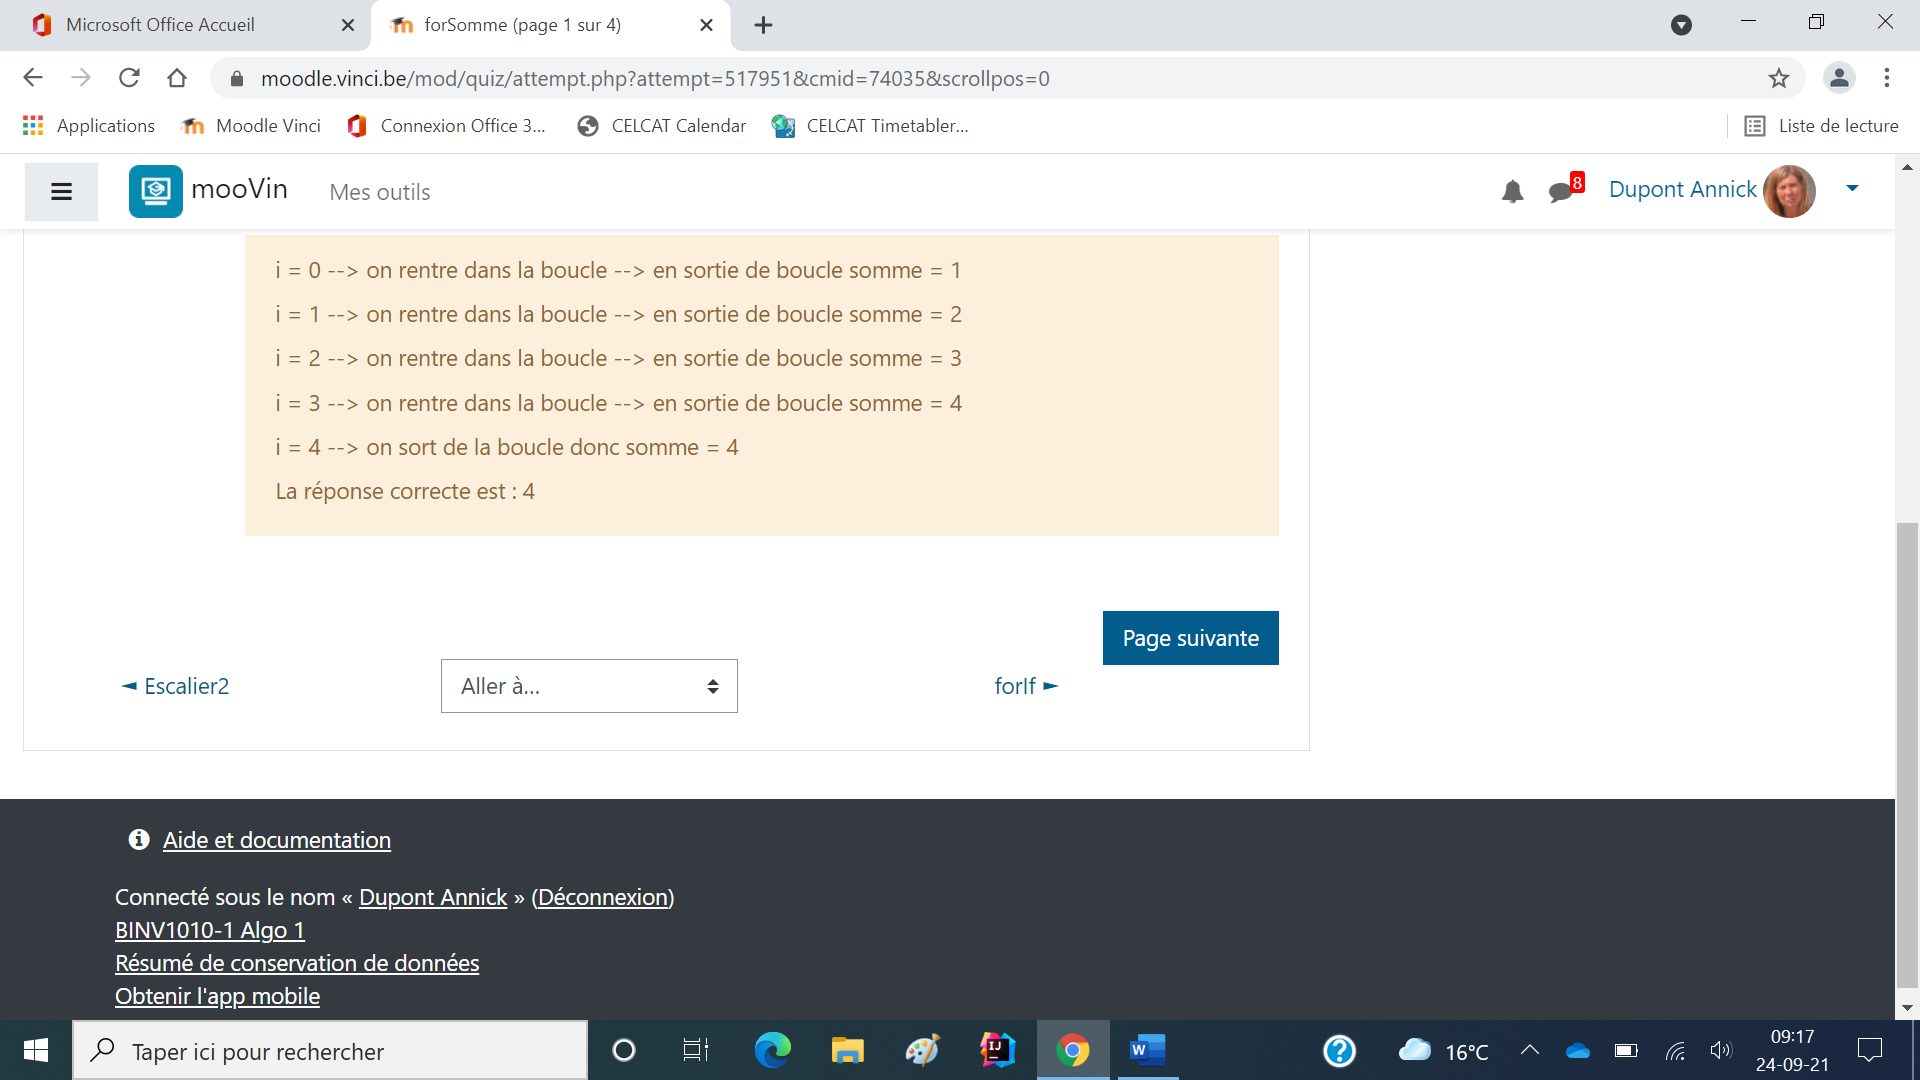 Microsoft Office Accueil
forSomme (page 1 sur 4)
moodle.vinci.be/mod/quiz/attempt.php?attempt=517951&cmid=74035&scrollpos=0
Applications
Moodle Vinci
Connexion Office 3...
CELCAT Calendar
CELCAT Timetabler...
Liste de lecture
mooVin
Mes outils
8
Dupont Annick
i = 0 --> on rentre dans la boucle --> en sortie de boucle somme = 1
i = 1 --> on rentre dans la boucle --> en sortie de boucle somme = 2
i = 2 --> on rentre dans la boucle --> en sortie de boucle somme = 3
i = 3 --> on rentre dans la boucle --> en sortie de boucle somme = 4
i = 4 --> on sort de la boucle donc somme = 4
La réponse correcte est : 4
Page suivante
◄ Escalier2
Aller à...
forIf ►
Aide et documentation
Connecté sous le nom « Dupont Annick » (Déconnexion)
BINV1010-1 Algo 1
Résumé de conservation de données
Obtenir l'app mobile
Taper ici pour rechercher
IJ
W
16°C
09:17
24-09-21